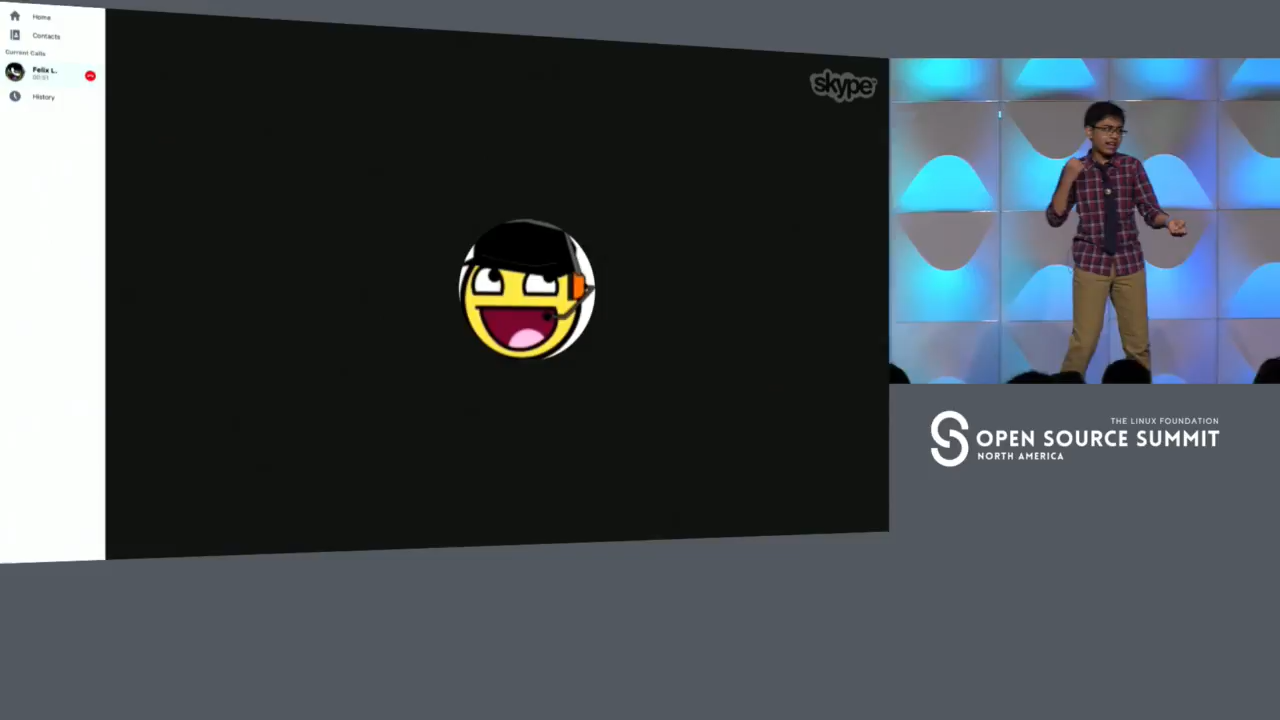 Home
Contacts
Current Calls
Felix L.
History
skype
THE LINUX FOUNDATION
OPEN SOURCE SUMMIT
NORTH AMERICA